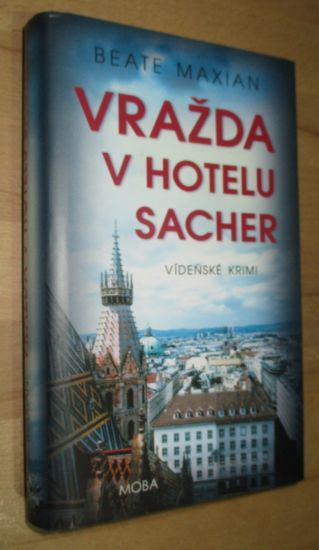 BEATE MAXIAN
VRAŽDA
V HOTELU
SACHER
VÍDEŇSKÉ KRIMI
MOBA